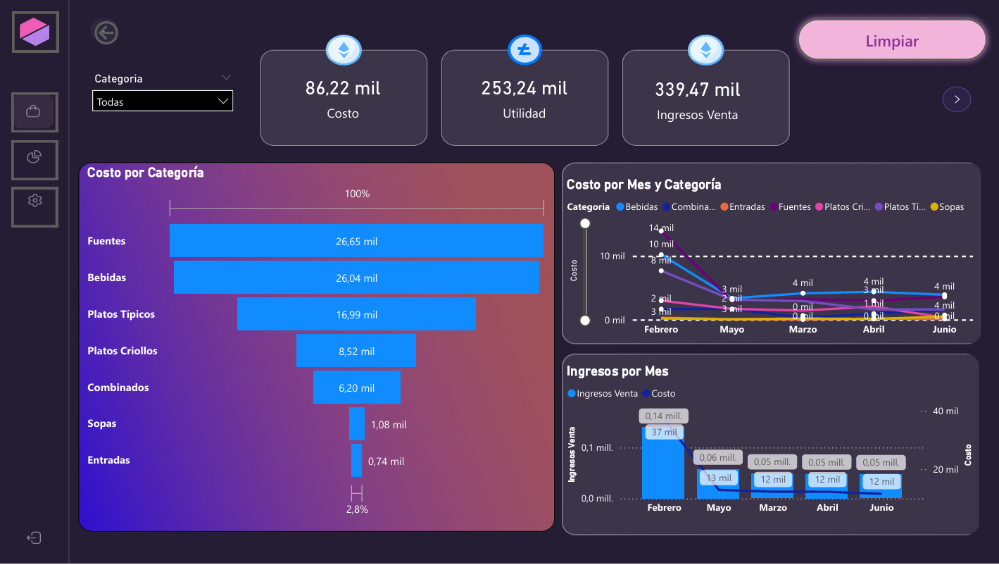 Limpiar
Categoria
Todas
86,22 mil
Costo
253,24 mil
Utilidad
339,47 mil
Ingresos Venta
Costo por Categoría
100%
Fuentes 26,65 mil
Bebidas 26,04 mil
Platos Típicos 16,99 mil
Platos Criollos 8,52 mil
Combinados 6,20 mil
Sopas 1,08 mil
Entradas 0,74 mil
2,8%
Costo por Mes y Categoría
Categoria Bebidas Combina... Entradas Fuentes Platos Cri... Platos Tí... Sopas
Costo
10 mil
0 mil
14 mil
10 mil
8 mil
2 mil
3 mil
3 mil
2 mil
3 mil
4 mil
0 mil
0 mil
4 mil
3 mil
1 mil
0 mil
4 mil
4 mil
0 mil
Febrero Mayo Marzo Abril Junio
Ingresos por Mes
Ingresos Venta Costo
Ingresos Venta
0,1 mill.
0,0 mill.
0,14 mill.
37 mil
0,06 mill.
13 mil
0,05 mill.
12 mil
0,05 mill.
12 mil
0,05 mill.
12 mil
40 mil
20 mil
Costo
Febrero Mayo Marzo Abril Junio